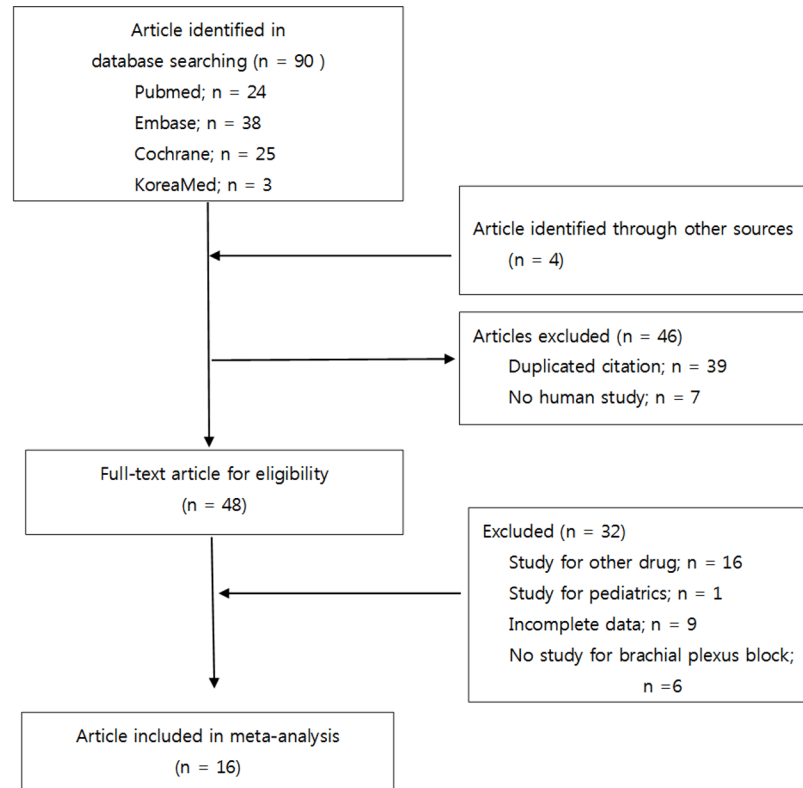 Article identified in
database searching (n = 90 )
Pubmed; n = 24
Embase; n = 38
Cochrane; n = 25
KoreaMed; n = 3
Article identified through other sources
(n = 4)
Articles excluded (n = 46)
Duplicated citation; n = 39
No human study; n = 7
Full-text article for eligibility
(n = 48)
Excluded (n = 32)
Study for other drug; n = 16
Study for pediatrics; n = 1
Incomplete data; n = 9
No study for brachial plexus block;
n =6
Article included in meta-analysis
(n = 16)